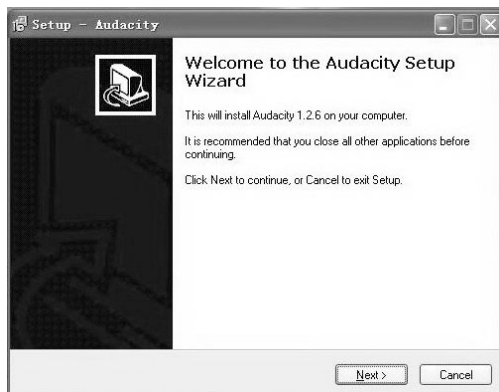 Setup - Audacity
Welcome to the Audacity Setup
Wizard
This will install Audacity 1.2.6 on your computer.
It is recommended that you close all other applications before
continuing.
Click Next to continue, or Cancel to exit Setup.
Next >
Cancel